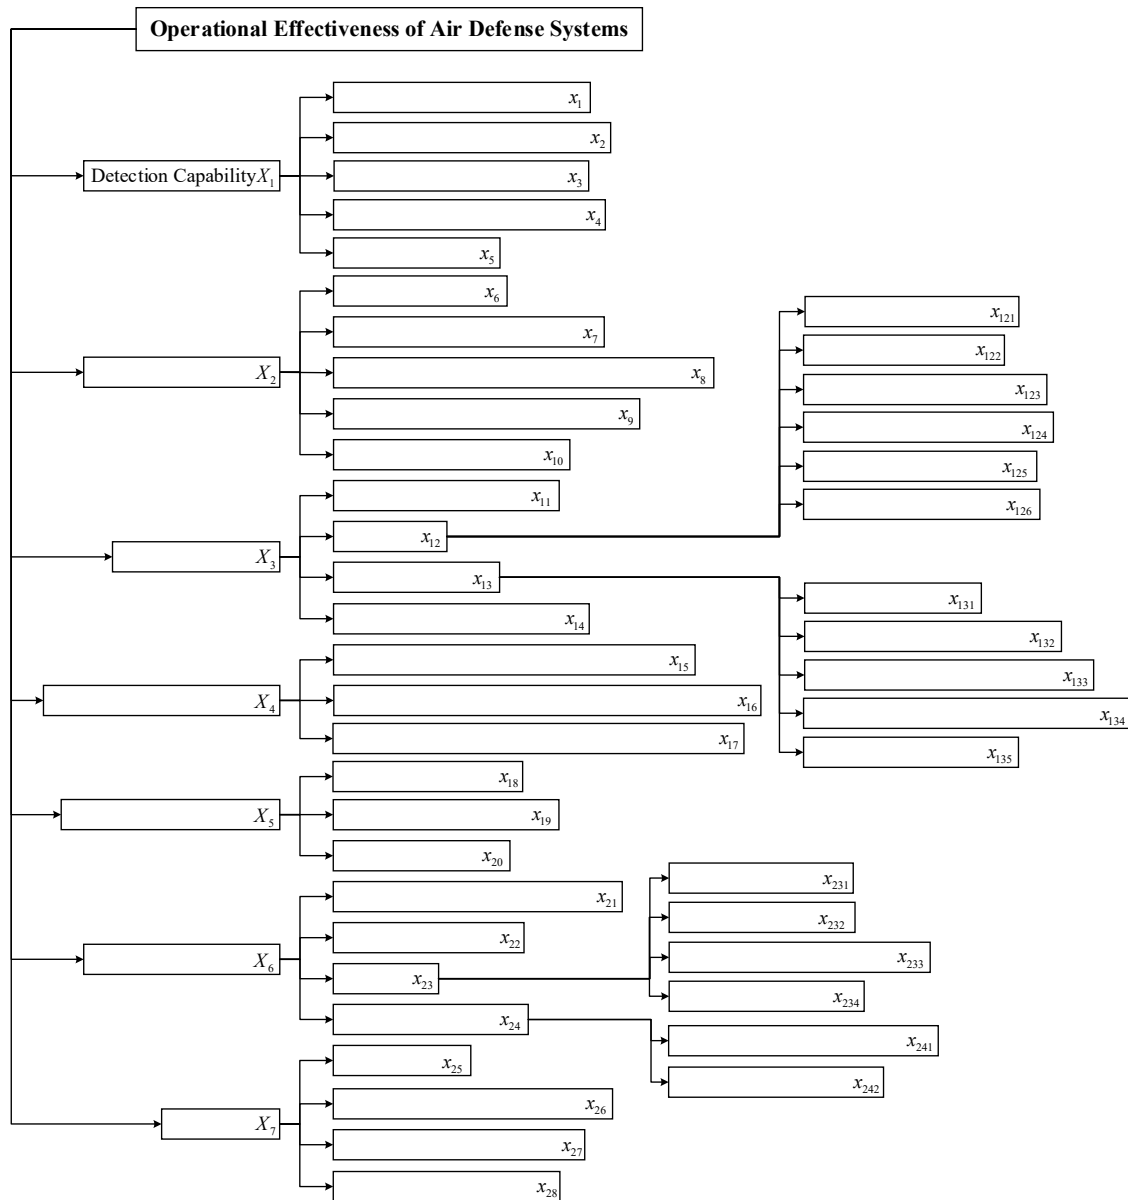 Operational Effectiveness of Air Defense Systems
x₁
x₂
Detection Capability X₁
x₃
x₄
x₅
x₆
x₇
X₂
x₈
x₉
x₁₀
x₁₁
X₃
x₁₂
x₁₃
x₁₄
x₁₂₁
x₁₂₂
x₁₂₃
x₁₂₄
x₁₂₅
x₁₂₆
x₁₃₁
x₁₃₂
x₁₃₃
x₁₃₄
x₁₃₅
x₁₅
X₄
x₁₆
x₁₇
x₁₈
X₅
x₁₉
x₂₀
x₂₁
x₂₂
X₆
x₂₃
x₂₄
x₂₃₁
x₂₃₂
x₂₃₃
x₂₃₄
x₂₄₁
x₂₄₂
x₂₅
x₂₆
X₇
x₂₇
x₂₈